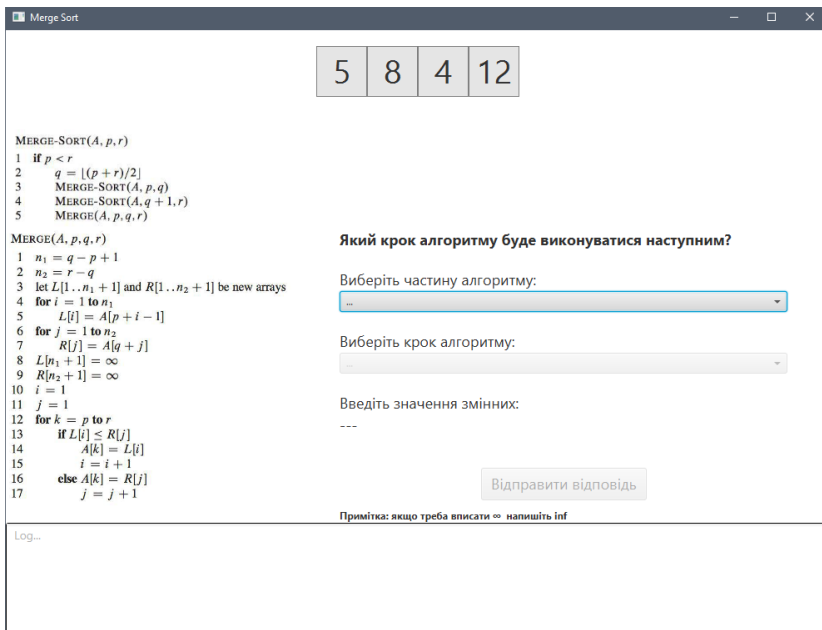 Merge Sort
5 8 4 12
MERGE-SORT(A, p, r)
1 if p < r
2 q = ⌊(p + r)/2⌋
3 MERGE-SORT(A, p, q)
4 MERGE-SORT(A, q + 1, r)
5 MERGE(A, p, q, r)
MERGE(A, p, q, r)
1 n₁ = q − p + 1
2 n₂ = r − q
3 let L[1 . . n₁ + 1] and R[1 . . n₂ + 1] be new arrays
4 for i = 1 to n₁
5 L[i] = A[p + i − 1]
6 for j = 1 to n₂
7 R[j] = A[q + j]
8 L[n₁ + 1] = ∞
9 R[n₂ + 1] = ∞
10 i = 1
11 j = 1
12 for k = p to r
13 if L[i] ≤ R[j]
14 A[k] = L[i]
15 i = i + 1
16 else A[k] = R[j]
17 j = j + 1
Який крок алгоритму буде виконуватися наступним?
Виберіть частину алгоритму:
...
Виберіть крок алгоритму:
...
Введіть значення змінних:
---
Відправити відповідь
Примітка: якщо треба вписати ∞ напишіть inf
Log...